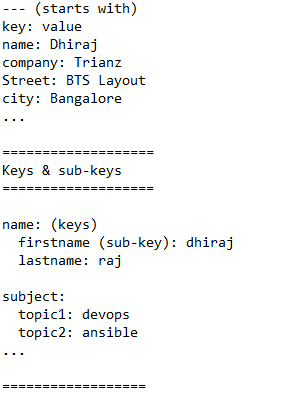 --- (starts with)
key: value
name: Dhiraj
company: Trianz
Street: BTS Layout
city: Bangalore
...
===================
Keys & sub-keys
===================
name: (keys)
  firstname (sub-key): dhiraj
  lastname: raj
subject:
  topic1: devops
  topic2: ansible
...
==================